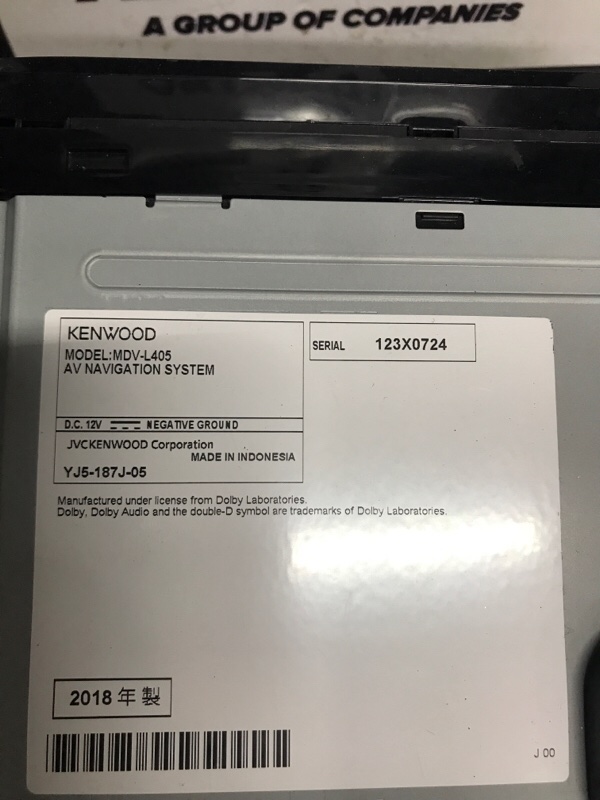 A GROUP OF COMPANIES
KENWOOD
MODEL:MDV-L405
AV NAVIGATION SYSTEM
SERIAL 123X0724
D.C. 12V NEGATIVE GROUND
JVCKENWOOD Corporation
MADE IN INDONESIA
YJ5-187J-05
Manufactured under license from Dolby Laboratories.
Dolby, Dolby Audio and the double-D symbol are trademarks of Dolby Laboratories.
2018 年 製
J 00